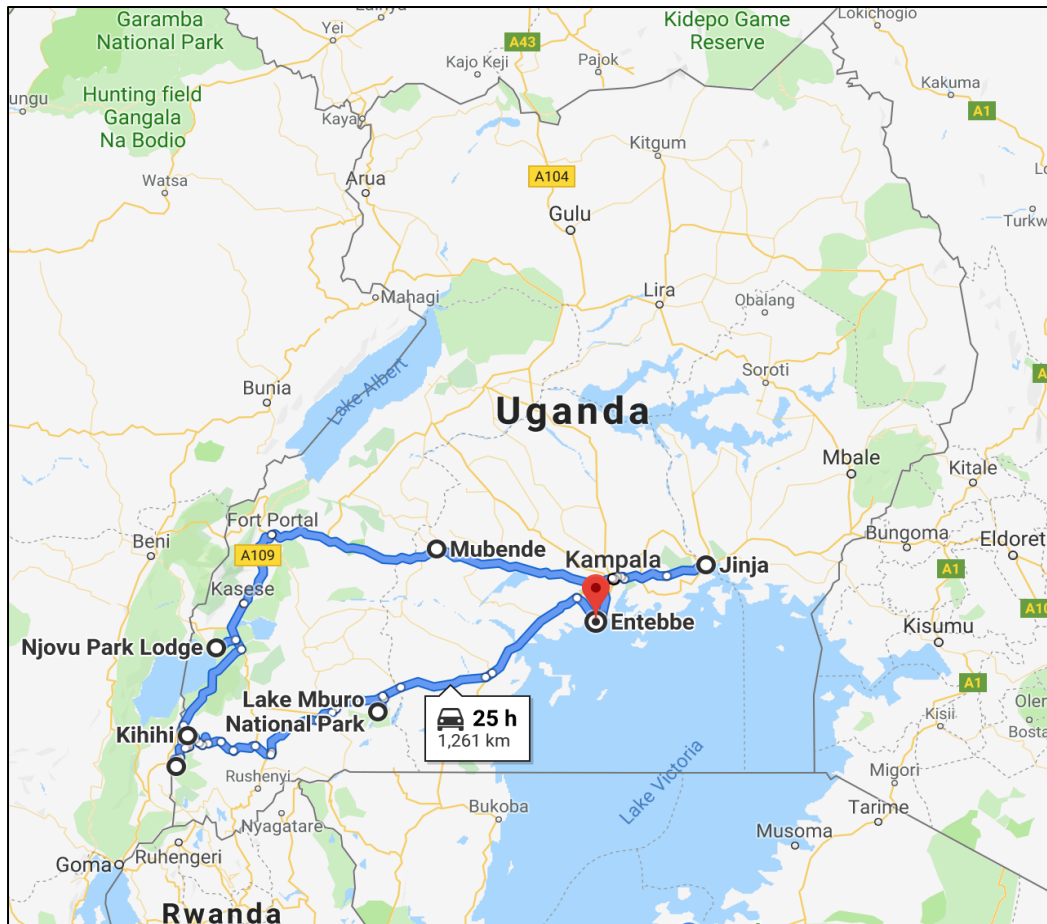 Garamba
National Park
Yei
A43
Kidepo Game
Reserve
Lokichogio
Kajo Keji
Pajok
Kakuma
A1
ungu
Hunting field
Gangala
Na Bodio
Kaya
Kitgum
Watsa
Arua
A104
Gulu
Lira
Obalang
Mahagi
Soroti
Bunia
Lake Albert
Uganda
Mbale
Kitale
Fort Portal
Bungoma
Eldoret
Beni
A109
Mubende
Kampala
Jinja
A1
Kasese
Entebbe
Kisumu
Njovu Park Lodge
Lake Mburo
National Park
25 h
1,261 km
A1
Kisii
Kihihi
Lake Victoria
Rushenyi
Migori
Nyagatare
Bukoba
Tarime
Goma
Ruhengeri
Musoma
Rwanda